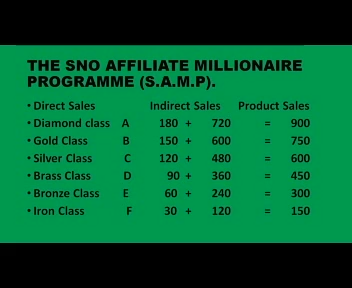 THE SNO AFFILIATE MILLIONAIRE
PROGRAMME (S.A.M.P).
• Direct Sales Indirect Sales Product Sales
• Diamond class A 180 + 720 = 900
• Gold Class B 150 + 600 = 750
• Silver Class C 120 + 480 = 600
• Brass Class D 90 + 360 = 450
• Bronze Class E 60 + 240 = 300
• Iron Class F 30 + 120 = 150